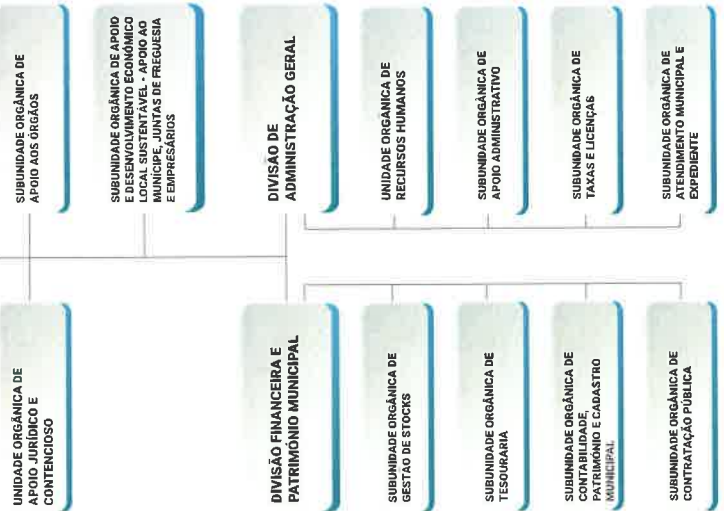 SUBUNIDADE ORGÂNICA DE
APOIO AOS ÓRGÃOS
SUBUNIDADE ORGÂNICA DE APOIO
E DESENVOLVIMENTO ECONÓMICO
LOCAL SUSTENTÁVEL - APOIO AO
MUNÍCIPE, JUNTAS DE FREGUESIA
E EMPRESÁRIOS
DIVISÃO DE
ADMINISTRAÇÃO GERAL
UNIDADE ORGÂNICA DE
RECURSOS HUMANOS
SUBUNIDADE ORGÂNICA DE
APOIO ADMINISTRATIVO
SUBUNIDADE ORGÂNICA DE
TAXAS E LICENÇAS
SUBUNIDADE ORGÂNICA DE
ATENDIMENTO MUNICIPAL E
EXPEDIENTE
UNIDADE ORGÂNICA DE
APOIO JURÍDICO E
CONTENCIOSO
DIVISÃO FINANCEIRA E
PATRIMÓNIO MUNICIPAL
SUBUNIDADE ORGÂNICA DE
GESTÃO DE STOCKS
SUBUNIDADE ORGÂNICA DE
TESOURARIA
SUBUNIDADE ORGÂNICA DE
CONTABILIDADE,
PATRIMÓNIO E CADASTRO
MUNICIPAL
SUBUNIDADE ORGÂNICA DE
CONTRATAÇÃO PÚBLICA